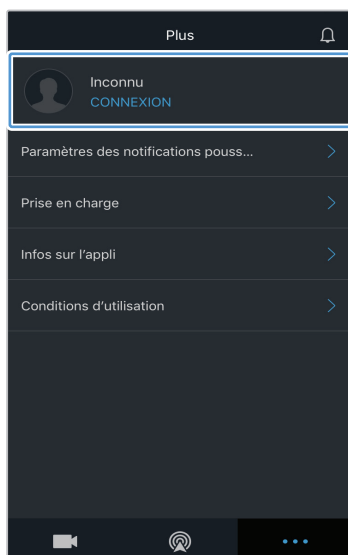 Plus
Inconnu
CONNEXION
Paramètres des notifications pouss...
Prise en charge
Infos sur l'appli
Conditions d'utilisation